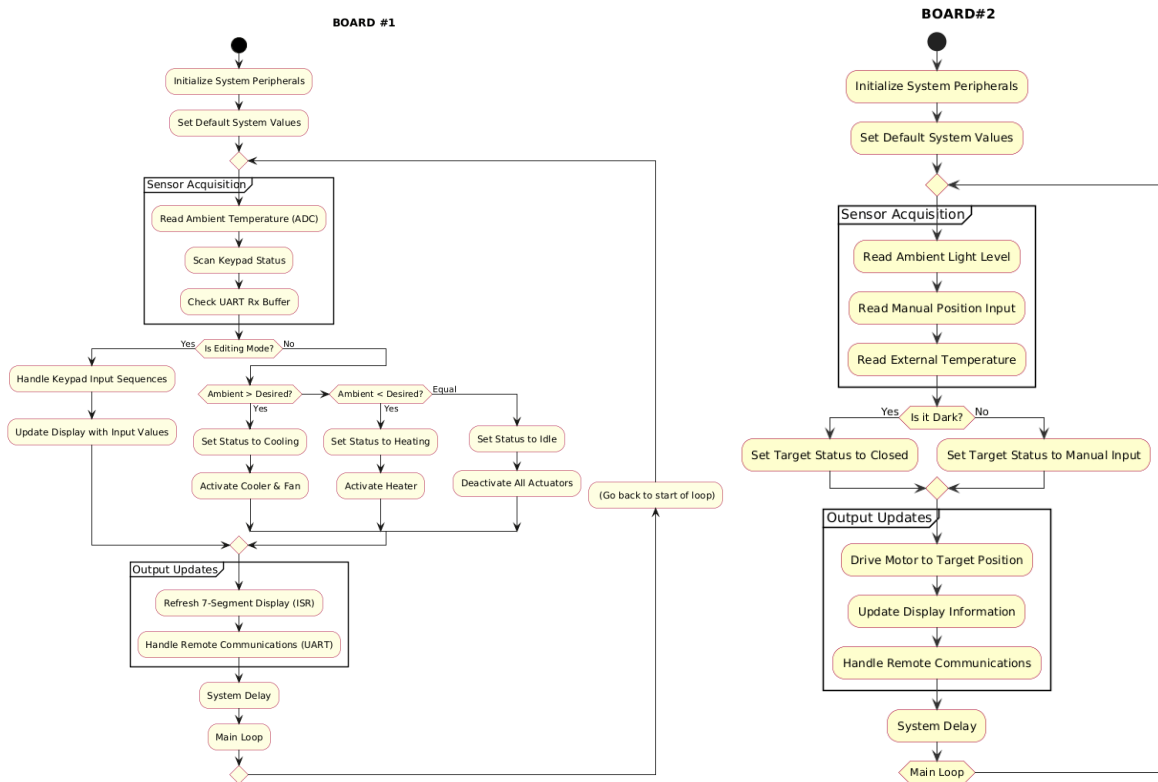 BOARD #1
Initialize System Peripherals
Set Default System Values
Sensor Acquisition
Read Ambient Temperature (ADC)
Scan Keypad Status
Check UART Rx Buffer
Yes
Is Editing Mode?
No
Handle Keypad Input Sequences
Update Display with Input Values
Ambient > Desired?
Yes
Set Status to Cooling
Activate Cooler & Fan
Ambient < Desired?
Yes
Set Status to Heating
Activate Heater
Equal
Set Status to Idle
Deactivate All Actuators
(Go back to start of loop)
Output Updates
Refresh 7-Segment Display (ISR)
Handle Remote Communications (UART)
System Delay
Main Loop
BOARD#2
Initialize System Peripherals
Set Default System Values
Sensor Acquisition
Read Ambient Light Level
Read Manual Position Input
Read External Temperature
Yes
Is it Dark?
No
Set Target Status to Closed
Set Target Status to Manual Input
Output Updates
Drive Motor to Target Position
Update Display Information
Handle Remote Communications
System Delay
Main Loop